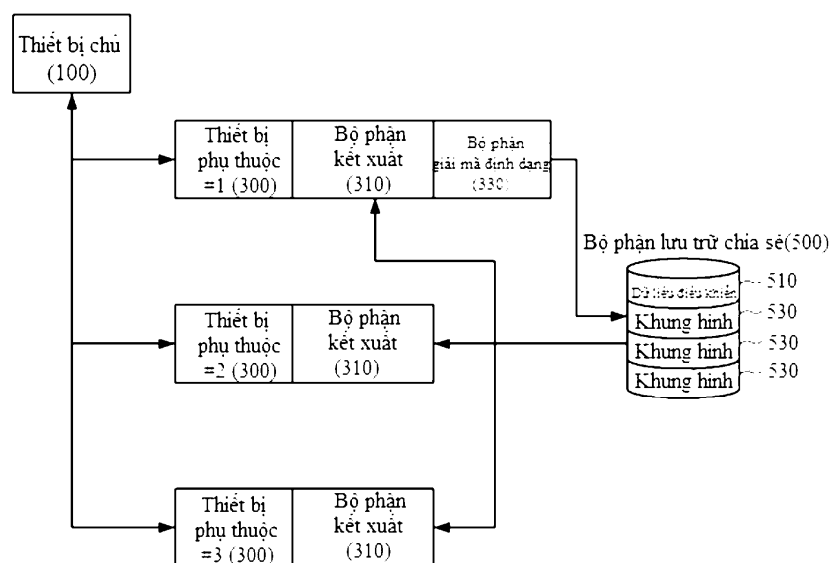 Thiết bị chủ
(100)
Thiết bị
phụ thuộc
=1 (300)
Bộ phận
kết xuất
(310)
Bộ phận
giải mã định dạng
(330)
Bộ phận lưu trữ chia sẻ(500)
Dữ liệu điều khiển
510
Khung hình
530
Khung hình
530
Khung hình
530
Thiết bị
phụ thuộc
=2 (300)
Bộ phận
kết xuất
(310)
Thiết bị
phụ thuộc
=3 (300)
Bộ phận
kết xuất
(310)